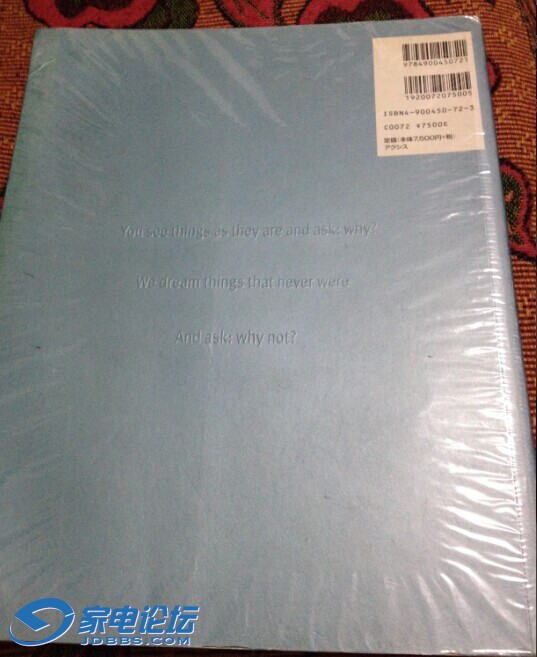 9784900450721
1920072075005
ISBN4-900450-72-3
C0072 ¥7500E
定価(本体7,500円+税)
アクシス
You see things as they are and ask: why?
We dream things that never were
And ask: why not?
家电论坛
JDBBS.COM